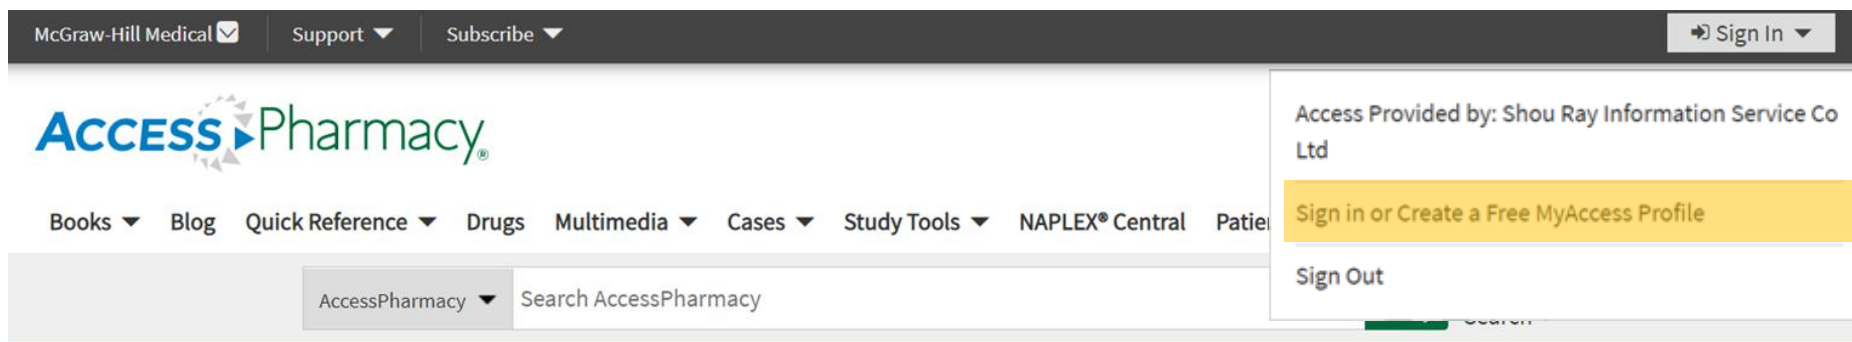 McGraw-Hill Medical Support Subscribe Sign In
Access Pharmacy®
Access Provided by: Shou Ray Information Service Co
Ltd
Sign in or Create a Free MyAccess Profile
Sign Out
Books Blog Quick Reference Drugs Multimedia Cases Study Tools NAPLEX® Central
AccessPharmacy Search AccessPharmacy